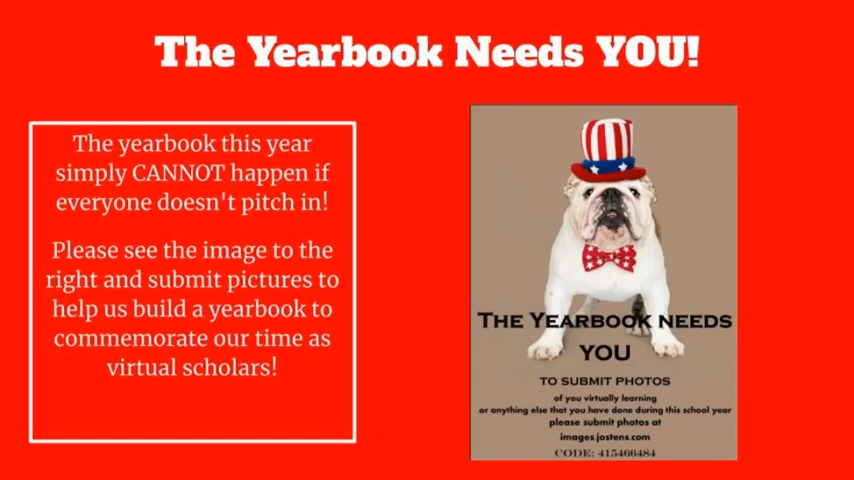 The Yearbook Needs YOU!
The yearbook this year
simply CANNOT happen if
everyone doesn't pitch in!
Please see the image to the
right and submit pictures to
help us build a yearbook to
commemorate our time as
virtual scholars!
THE YEARBOOK NEEDS
YOU
TO SUBMIT PHOTOS
of you virtually learning
or anything else that you have done during this school year
please submit photos at
images.jostens.com
CODE: 415466484